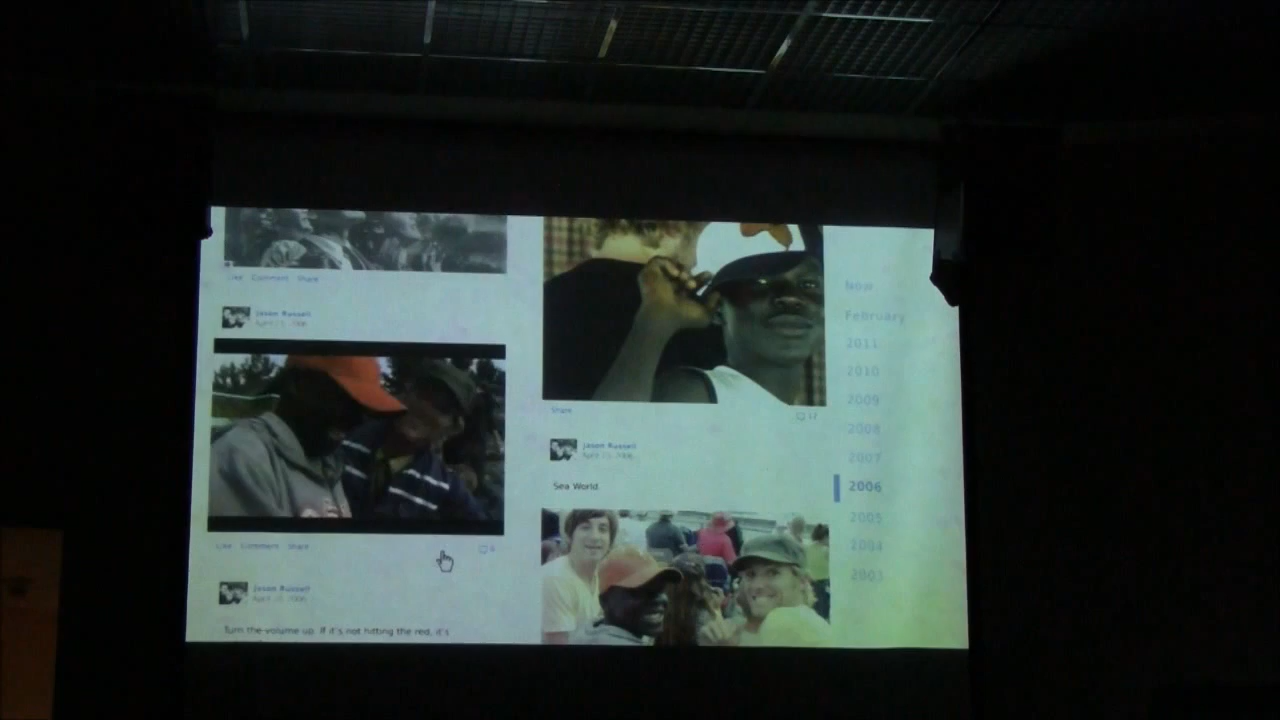 Like Comment Share
Jason Russell
Like Comment Share
Jason Russell
Turn the volume up. If it's not hitting the red, it's
Share
17
Jason Russell
Sea World.
Now
February
2011
2010
2009
2008
2007
2006
2005
2004
2003